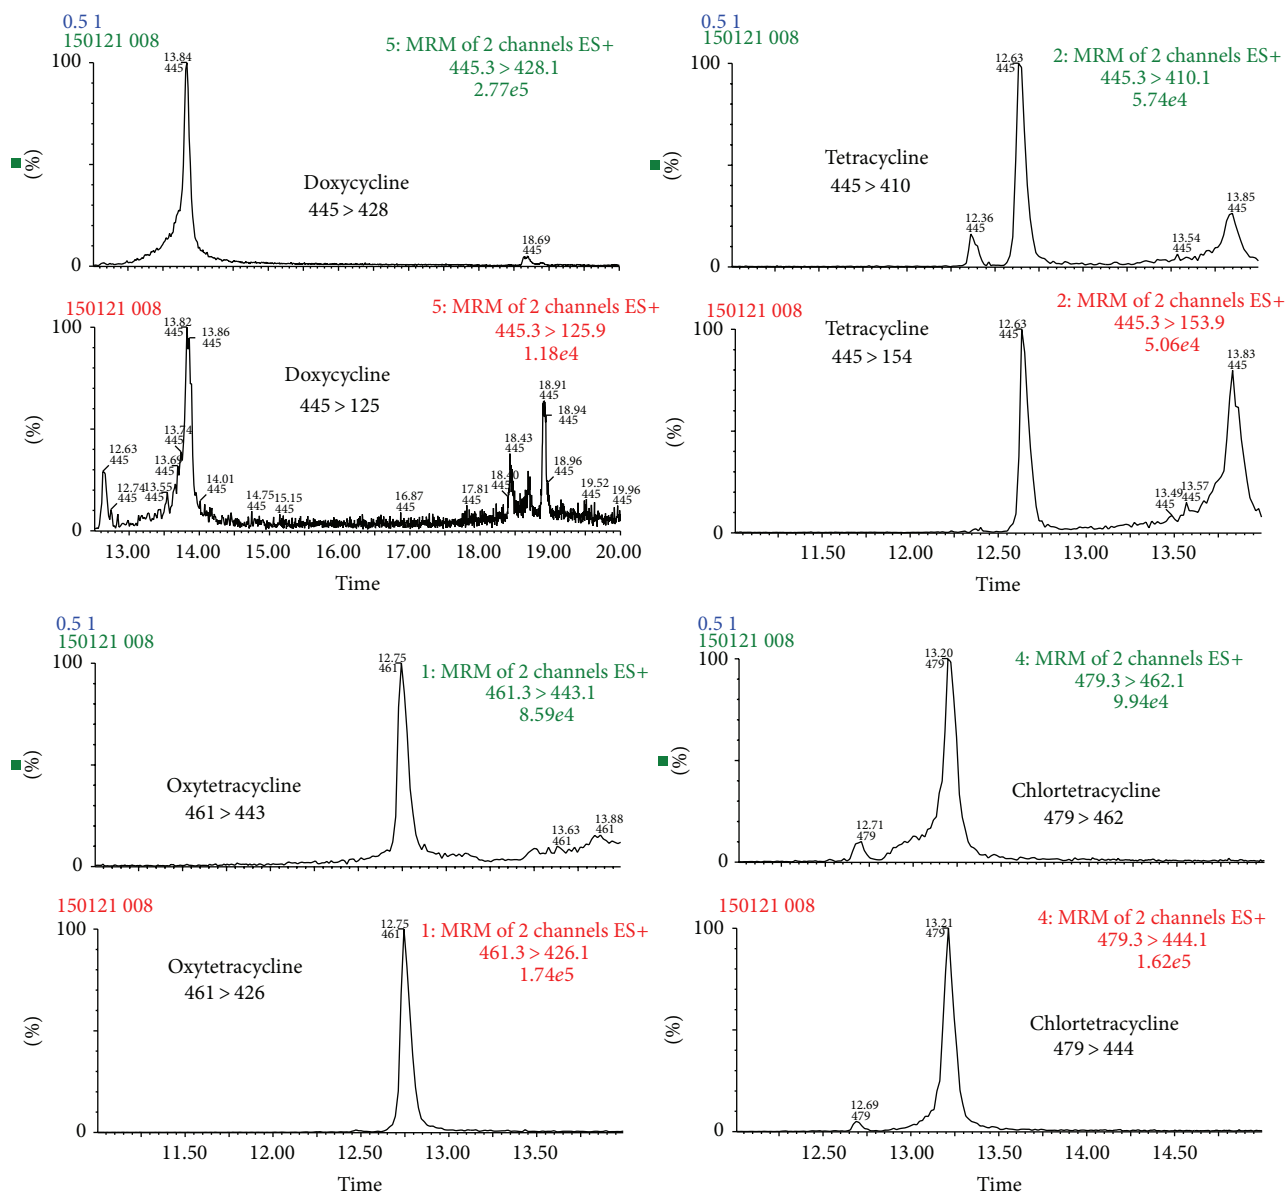 0.5 1
150121 008
5: MRM of 2 channels ES+
445.3 > 428.1
2.77e5
100
13.84
445
(%)
Doxycycline
445 > 428
18.69
445
0
150121 008
5: MRM of 2 channels ES+
445.3 > 125.9
1.18e4
100
13.82
445
13.86
445
Doxycycline
445 > 125
(%)
12.63
445
12.74
445
13.55
445
13.69
445
13.74
445
14.01
445
14.75
445
15.15
445
16.87
445
17.81
445
18.40
445
18.43
445
18.91
445
18.94
445
18.96
445
19.52
445
19.96
445
0
13.00 14.00 15.00 16.00 17.00 18.00 19.00 20.00
Time
0.5 1
150121 008
2: MRM of 2 channels ES+
445.3 > 410.1
5.74e4
100
12.63
445
(%)
Tetracycline
445 > 410
12.36
445
13.54
445
13.85
445
0
150121 008
2: MRM of 2 channels ES+
445.3 > 153.9
5.06e4
100
12.63
445
Tetracycline
445 > 154
(%)
13.49
445
13.57
445
13.83
445
0
11.50 12.00 12.50 13.00 13.50
Time
0.5 1
150121 008
1: MRM of 2 channels ES+
461.3 > 443.1
8.59e4
100
12.75
461
(%)
Oxytetracycline
461 > 443
13.63
461
13.88
461
0
150121 008
1: MRM of 2 channels ES+
461.3 > 426.1
1.74e5
100
12.75
461
Oxytetracycline
461 > 426
(%)
0
11.50 12.00 12.50 13.00 13.50
Time
0.5 1
150121 008
4: MRM of 2 channels ES+
479.3 > 462.1
9.94e4
100
13.20
479
(%)
Chlortetracycline
479 > 462
12.71
479
0
150121 008
4: MRM of 2 channels ES+
479.3 > 444.1
1.62e5
100
13.21
479
(%)
Chlortetracycline
479 > 444
12.69
479
0
12.50 13.00 13.50 14.00 14.50
Time